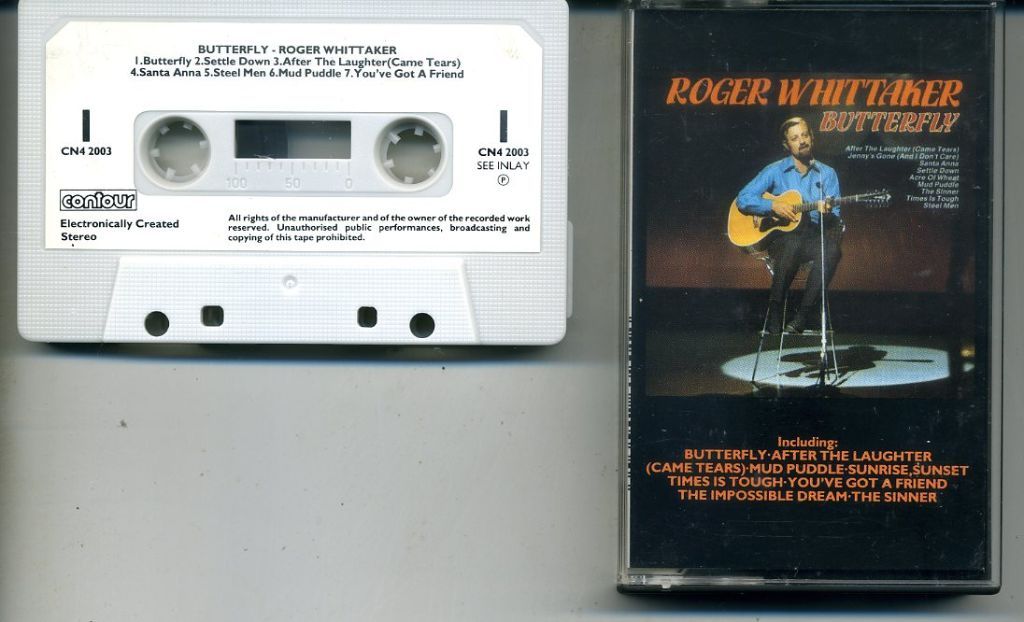 BUTTERFLY - ROGER WHITTAKER
1.Butterfly 2.Settle Down 3.After The Laughter(Came Tears)
4.Santa Anna 5.Steel Men 6.Mud Puddle 7.You've Got A Friend
CN4 2003
100 50 0
CN4 2003
SEE INLAY
Ⓟ
contour
Electronically Created
Stereo
All rights of the manufacturer and of the owner of the recorded work
reserved. Unauthorised public performances, broadcasting and
copying of this tape prohibited.
ROGER WHITTAKER
BUTTERFLY
After The Laughter (Came Tears)
Jenny's Gone (And I Don't Care)
Santa Anna
Settle Down
Acre Of Wheat
Mud Puddle
The Sinner
Times Is Tough
Steel Men
Including:
BUTTERFLY·AFTER THE LAUGHTER
(CAME TEARS)·MUD PUDDLE·SUNRISE,SUNSET
TIMES IS TOUGH·YOU'VE GOT A FRIEND
THE IMPOSSIBLE DREAM·THE SINNER